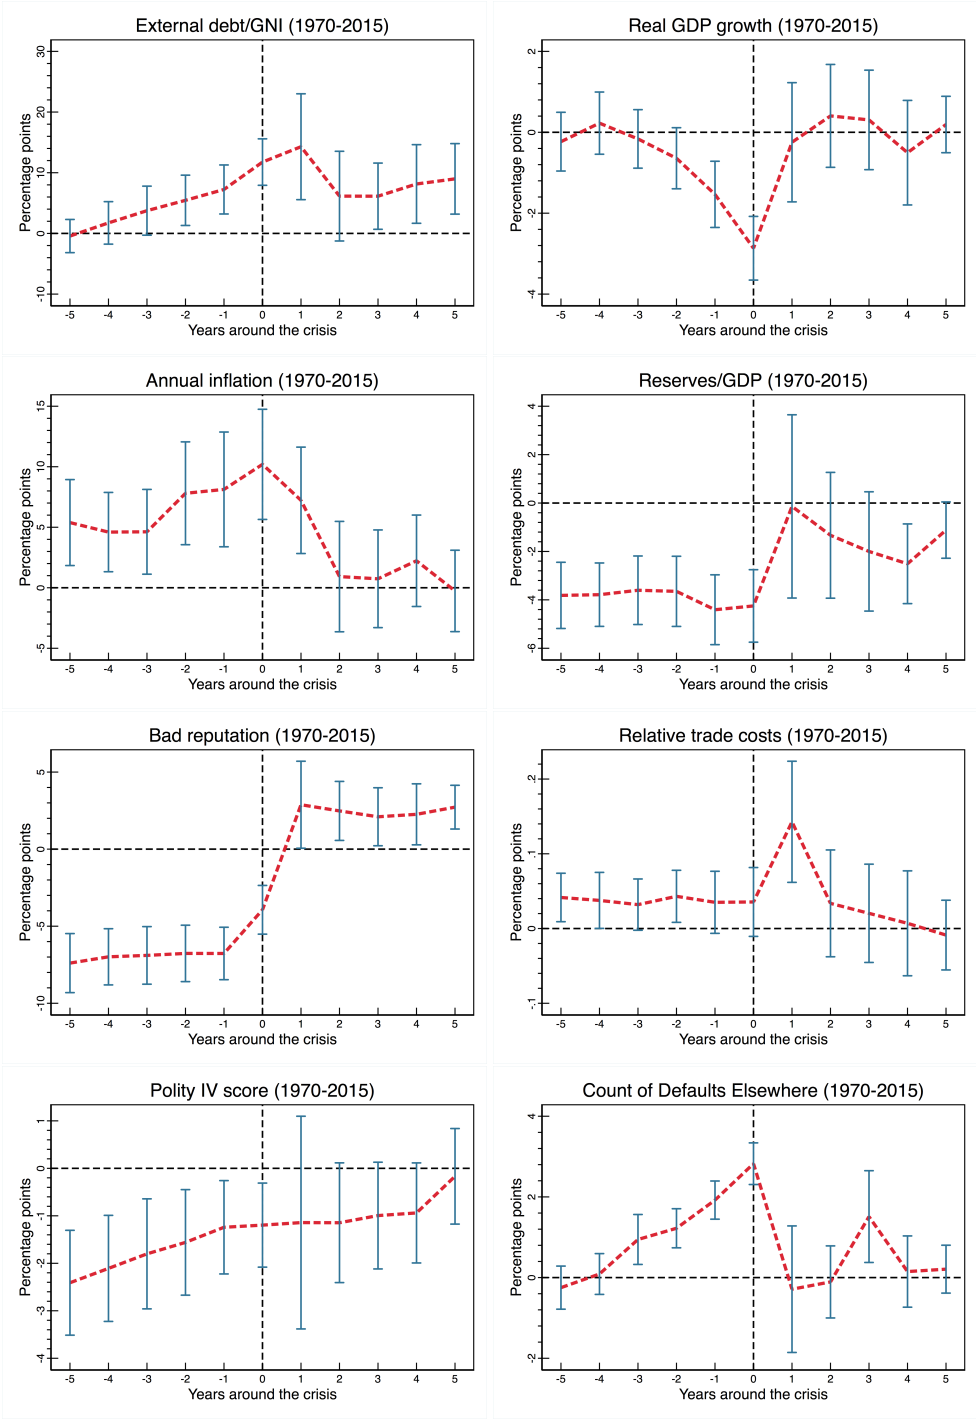 External debt/GNI (1970-2015)
Percentage points
30
20
10
0
-10
-5 -4 -3 -2 -1 0 1 2 3 4 5
Years around the crisis
Real GDP growth (1970-2015)
Percentage points
2
0
-2
-4
-5 -4 -3 -2 -1 0 1 2 3 4 5
Years around the crisis
Annual inflation (1970-2015)
Percentage points
15
10
5
0
-5
-5 -4 -3 -2 -1 0 1 2 3 4 5
Years around the crisis
Reserves/GDP (1970-2015)
Percentage points
4
2
0
-2
-4
-6
-5 -4 -3 -2 -1 0 1 2 3 4 5
Years around the crisis
Bad reputation (1970-2015)
Percentage points
5
0
-5
-10
-5 -4 -3 -2 -1 0 1 2 3 4 5
Years around the crisis
Relative trade costs (1970-2015)
Percentage points
.2
.1
0
-.1
-5 -4 -3 -2 -1 0 1 2 3 4 5
Years around the crisis
Polity IV score (1970-2015)
Percentage points
1
0
-1
-2
-3
-4
-5 -4 -3 -2 -1 0 1 2 3 4 5
Years around the crisis
Count of Defaults Elsewhere (1970-2015)
Percentage points
4
2
0
-2
-5 -4 -3 -2 -1 0 1 2 3 4 5
Years around the crisis